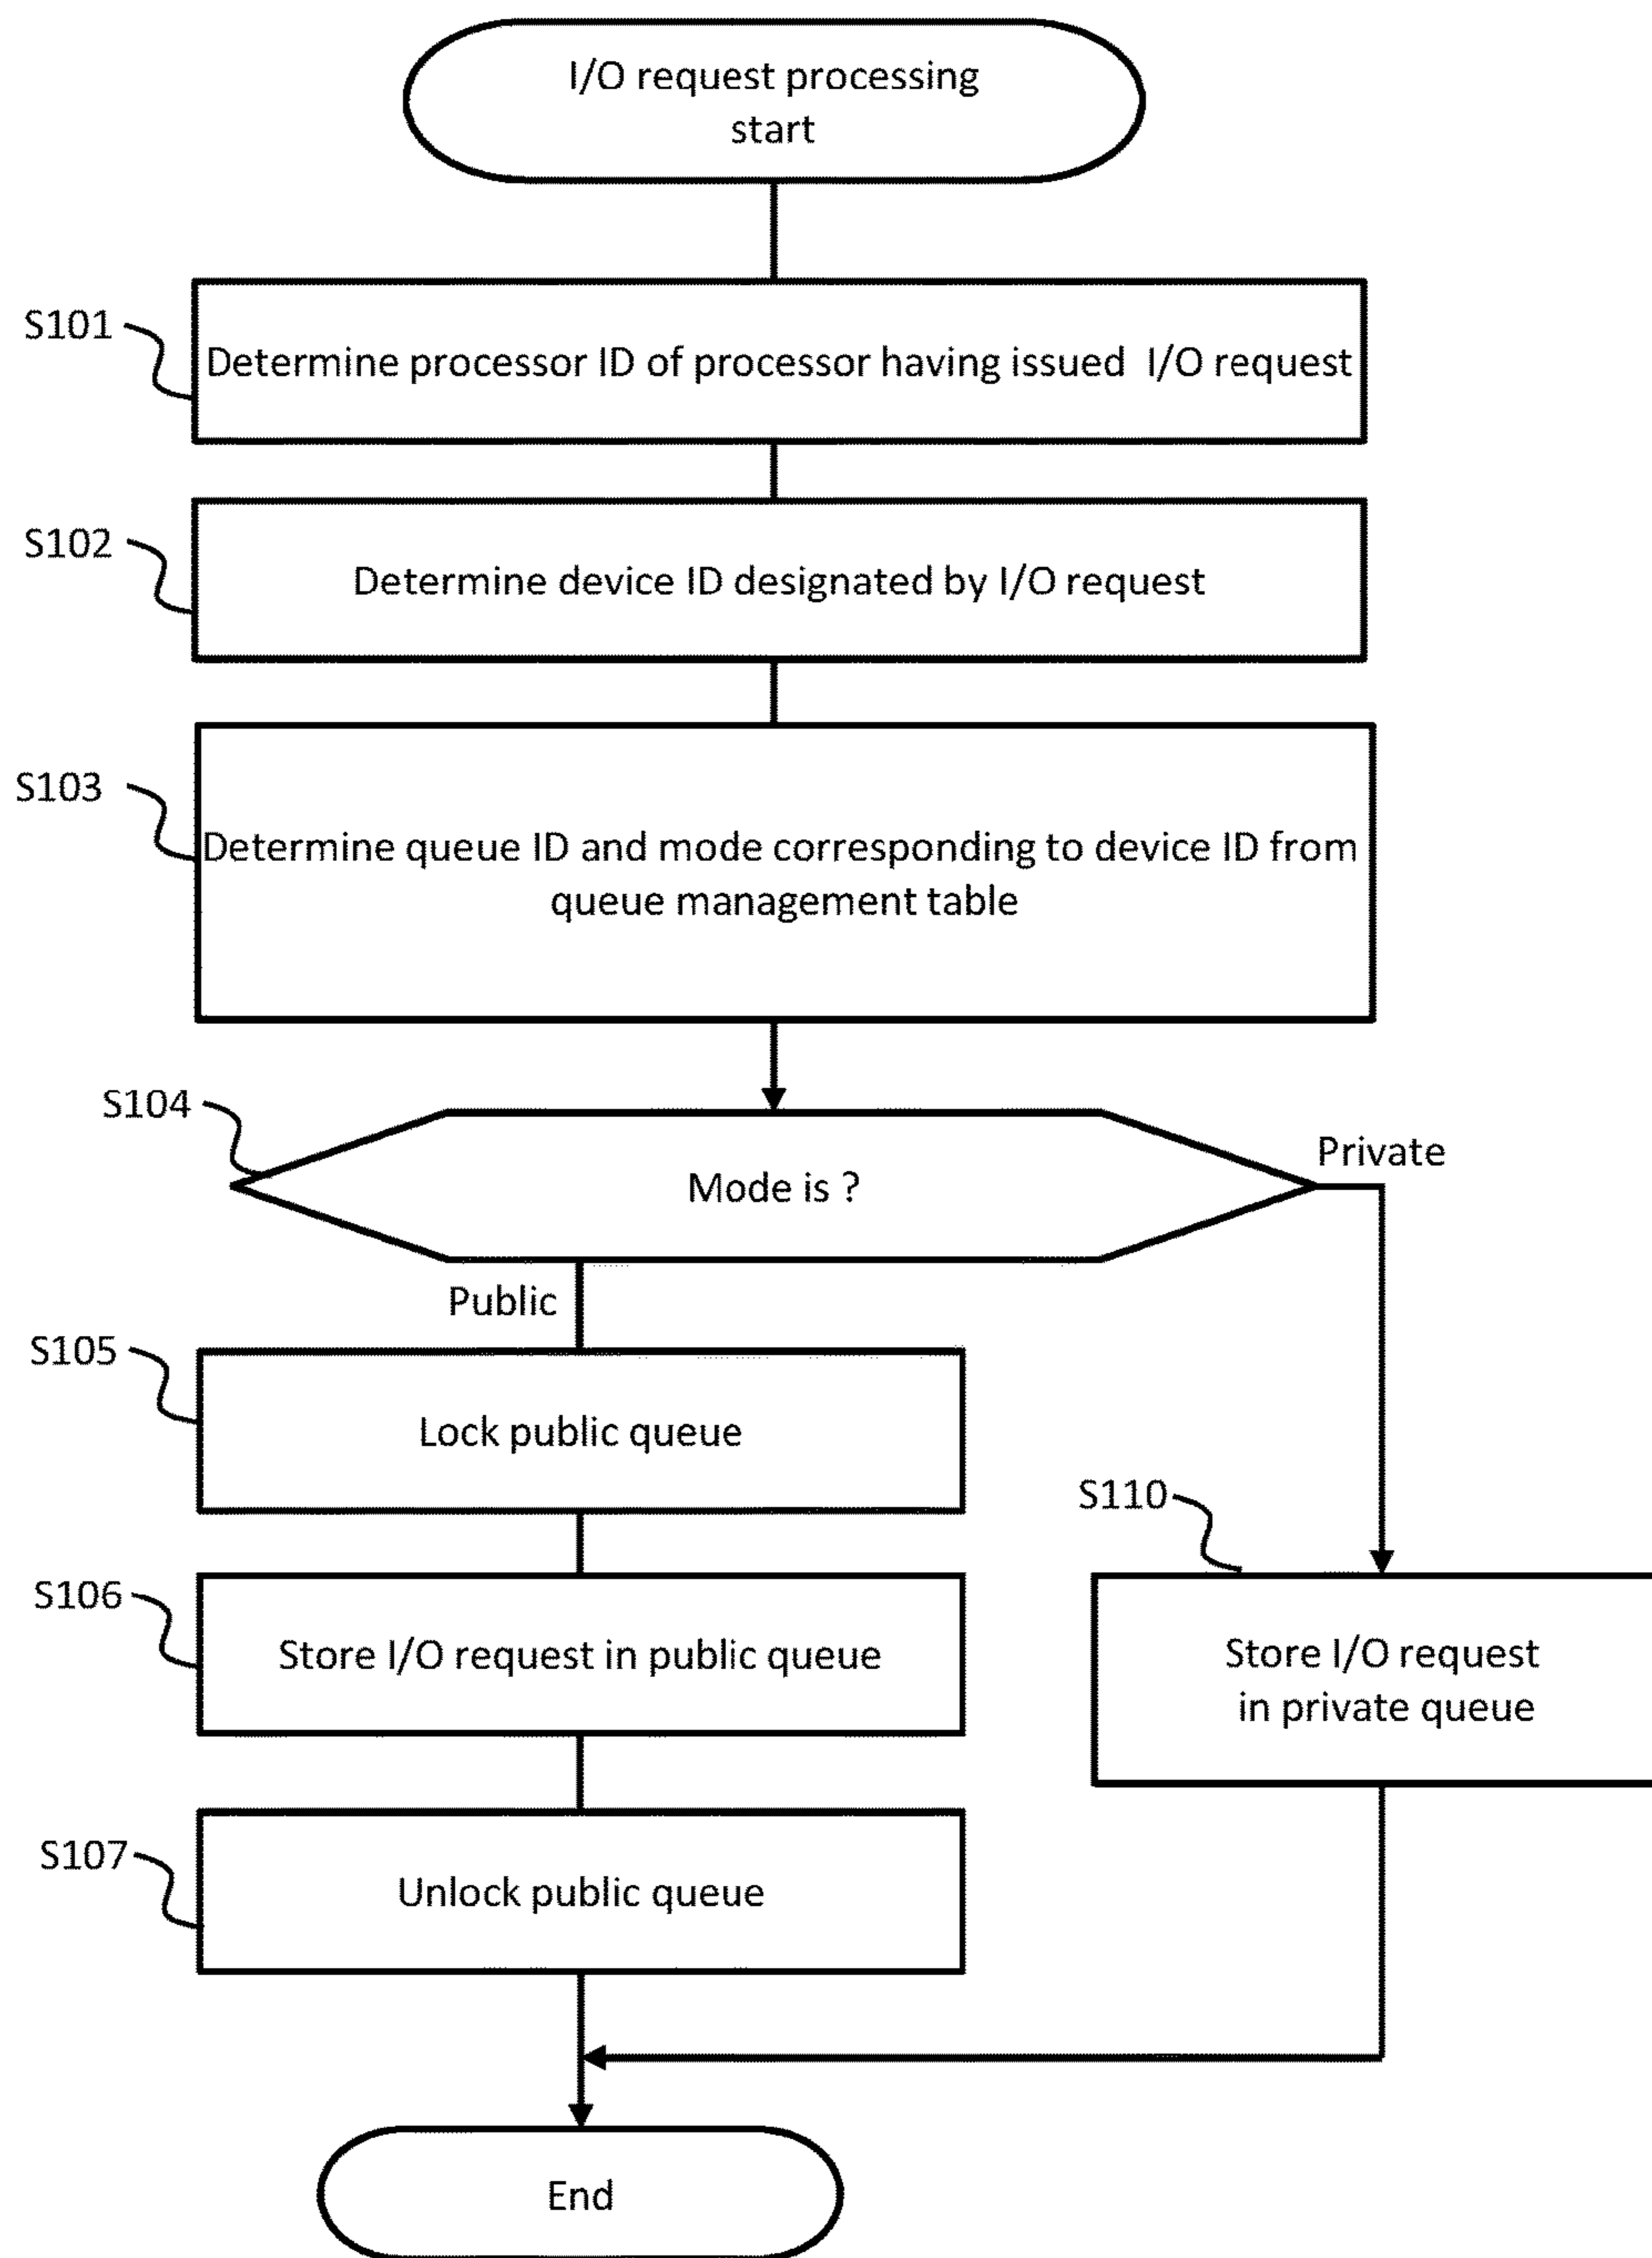 I/O request processing
start
S101
Determine processor ID of processor having issued I/O request
S102
Determine device ID designated by I/O request
S103
Determine queue ID and mode corresponding to device ID from
queue management table
S104
Mode is ?
Private
Public
S105
Lock public queue
S110
S106
Store I/O request in public queue
Store I/O request
in private queue
S107
Unlock public queue
End